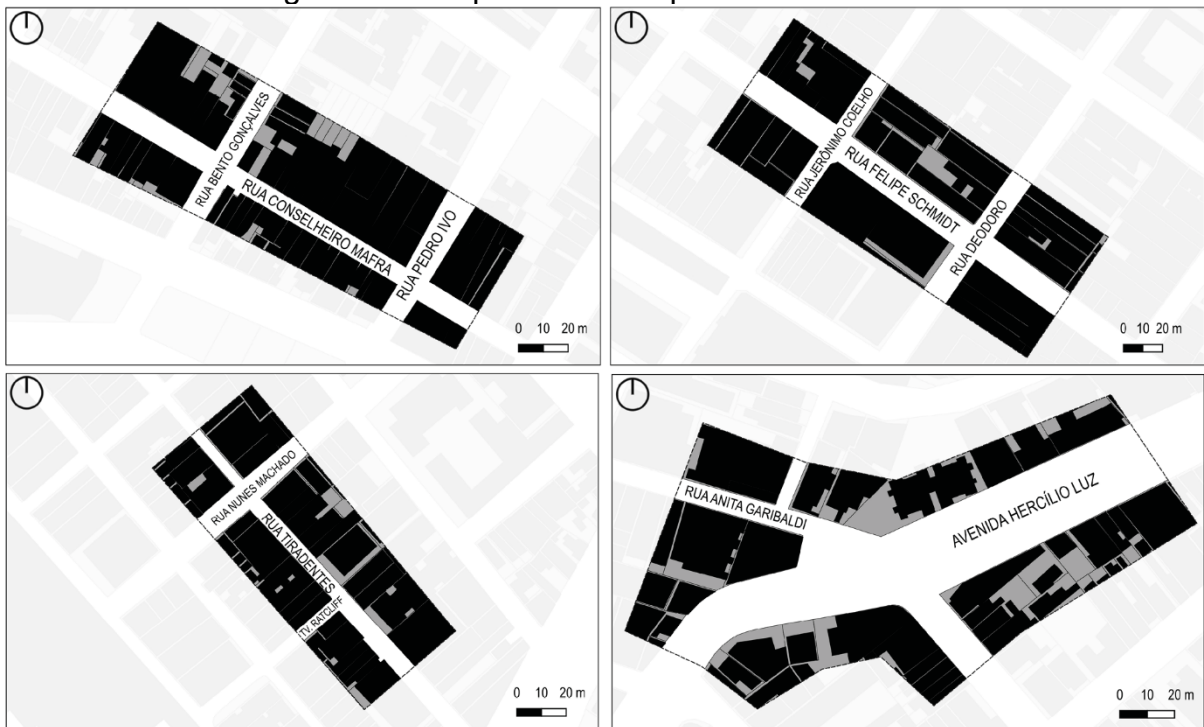 RUA BENTO GONÇALVES
RUA CONSELHEIRO MAFRA
RUA PEDRO IVO
0 10 20 m
RUA JERÔNIMO COELHO
RUA FELIPE SCHMIDT
RUA DEODORO
0 10 20 m
RUA NUNES MACHADO
RUA TIRADENTES
TV. RATCLIFF
0 10 20 m
RUA ANITA GARIBALDI
AVENIDA HERCÍLIO LUZ
0 10 20 m